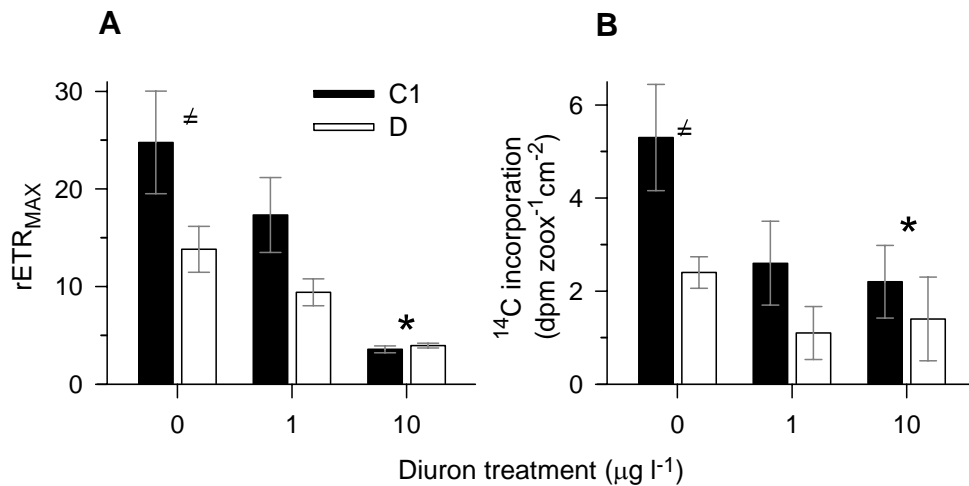 A
B
30
20
10
0
rETR_MAX
≠
C1
D
*
0 1 10
6
4
2
0
¹⁴C incorporation
(dpm zoox⁻¹cm⁻²)
≠
*
0 1 10
Diuron treatment (μg l⁻¹)